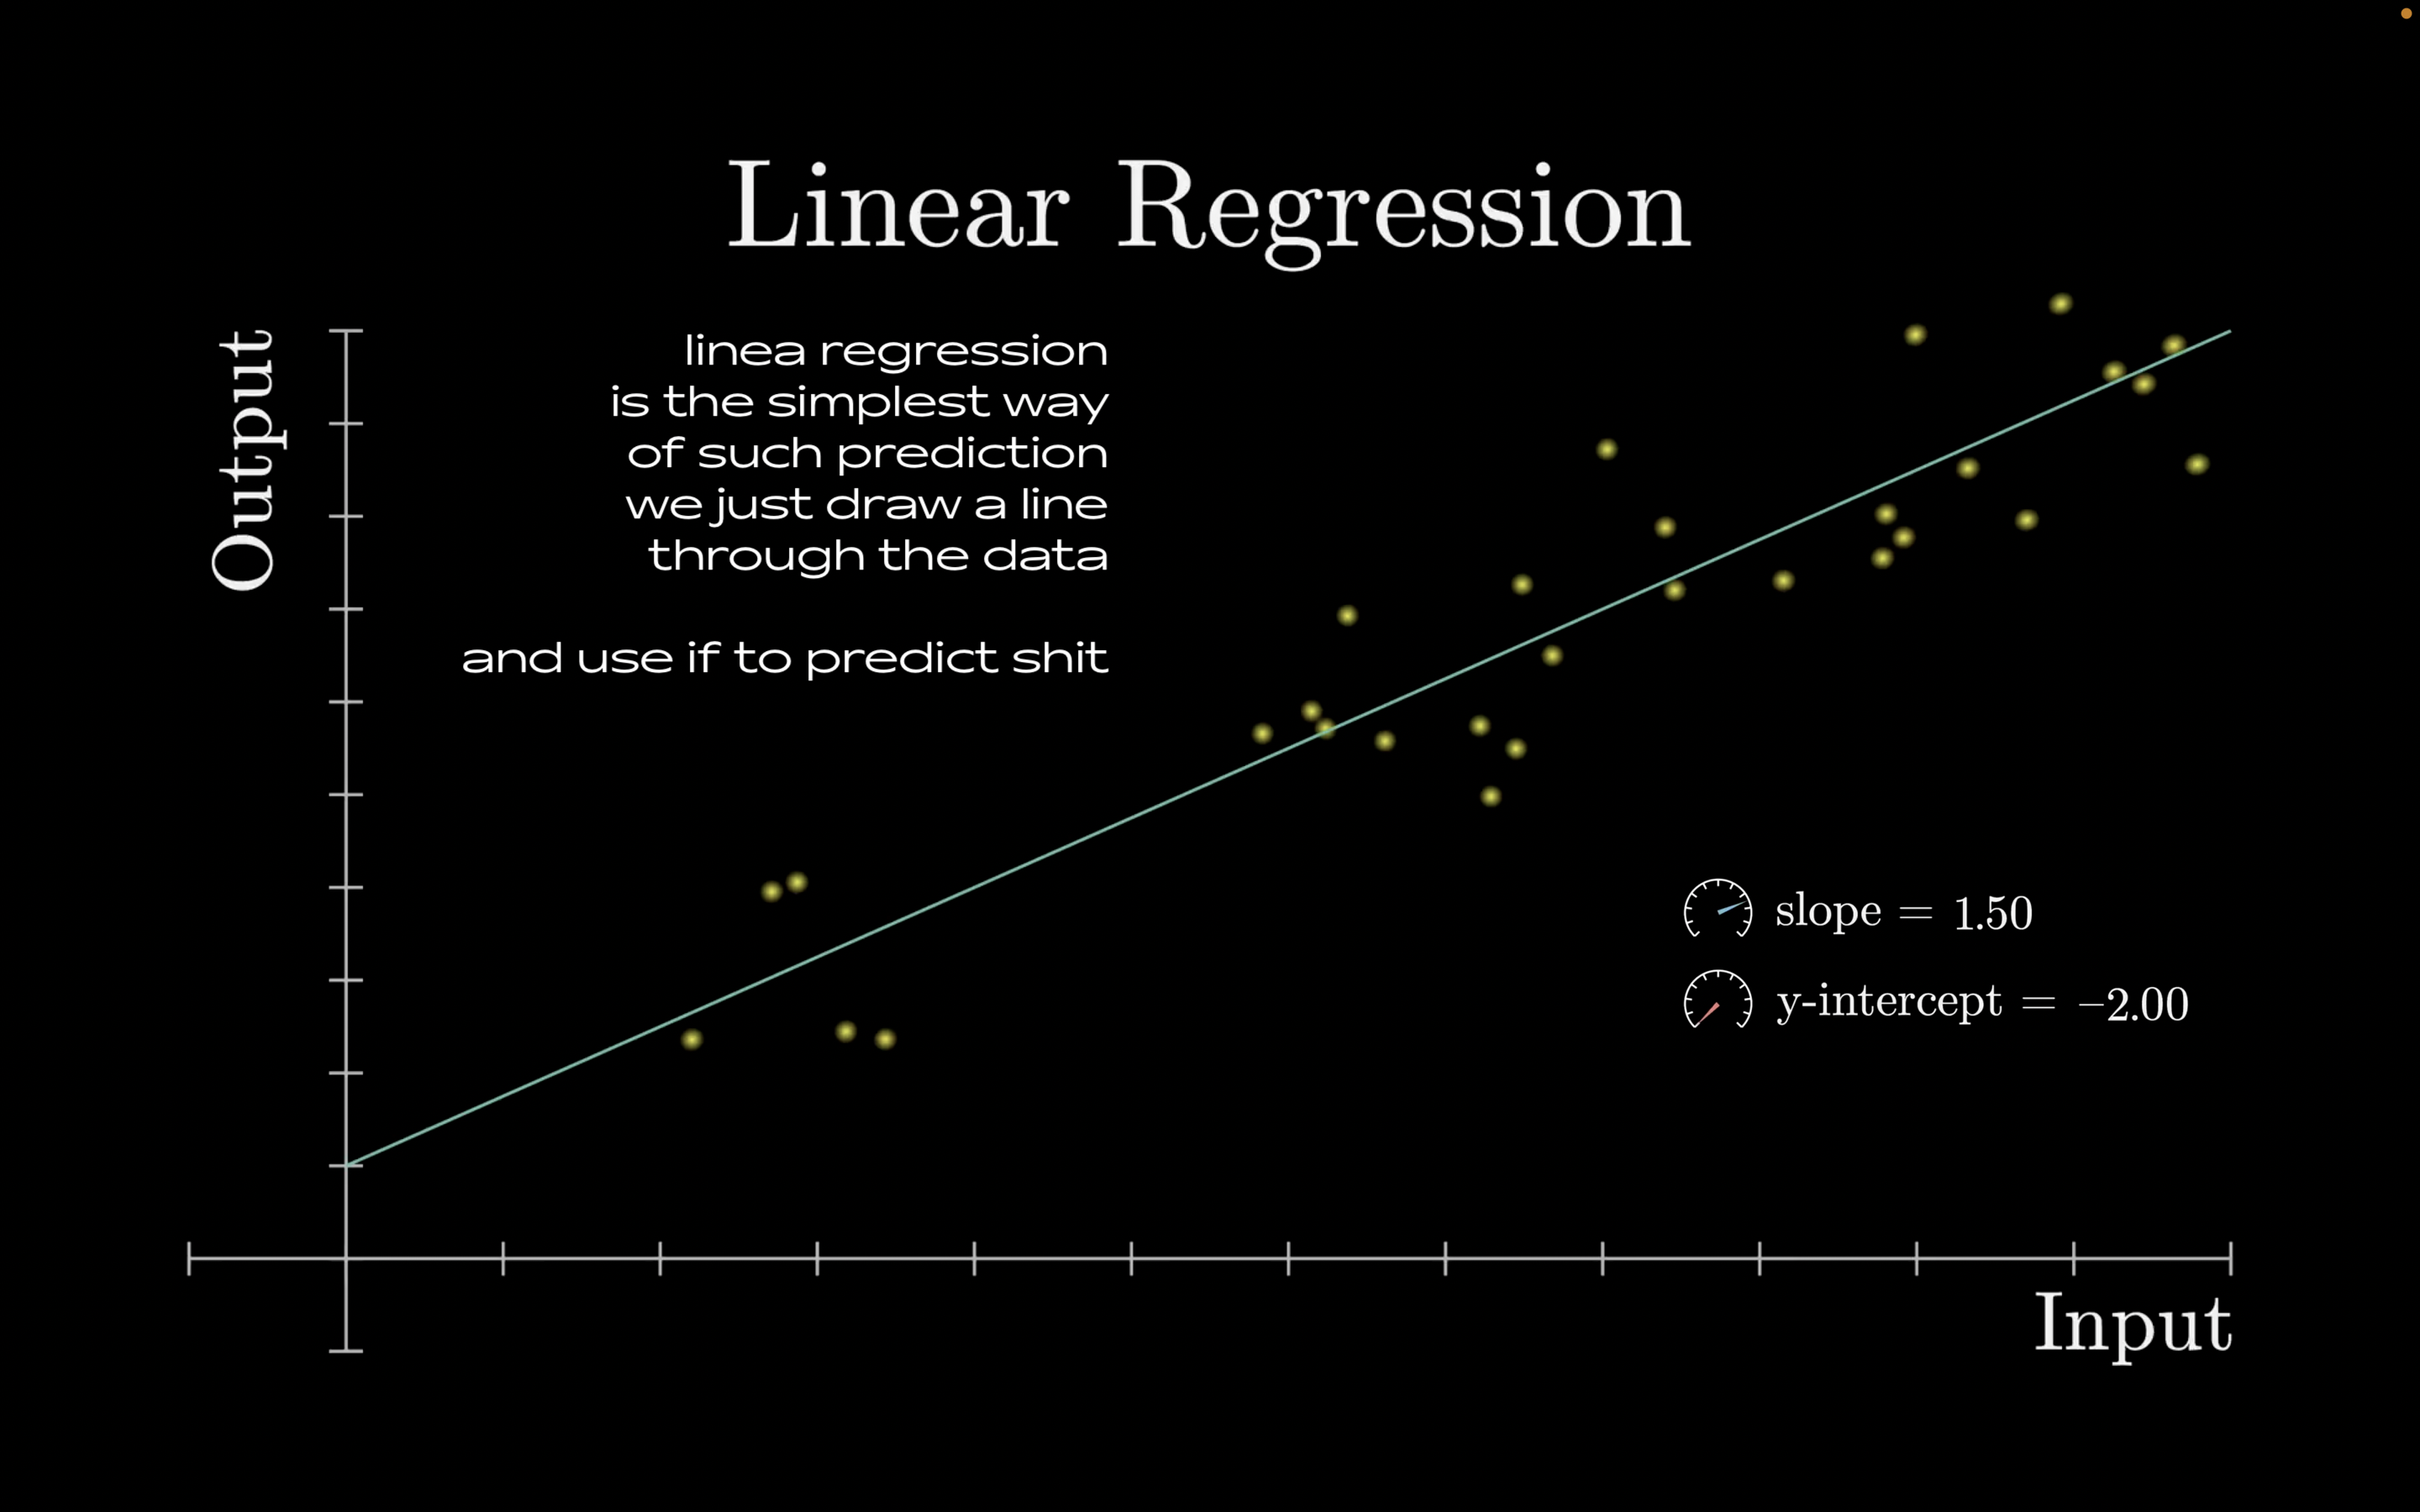 Linear Regression
Output
linea regression
is the simplest way
of such prediction
we just draw a line
through the data
and use if to predict shit
slope = 1.50
y-intercept = −2.00
Input